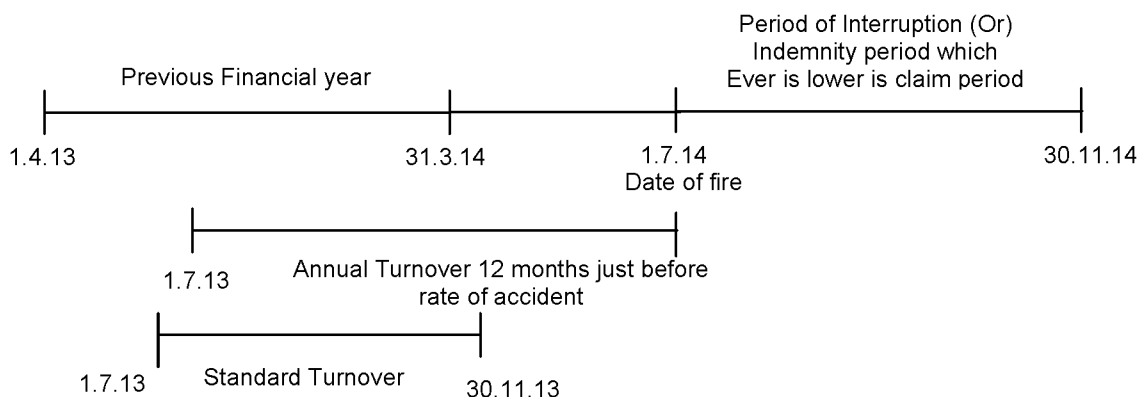 Period of Interruption (Or)
Indemnity period which
Ever is lower is claim period
Previous Financial year
1.4.13
31.3.14
1.7.14
30.11.14
Date of fire
1.7.13
Annual Turnover 12 months just before
rate of accident
1.7.13
Standard Turnover
30.11.13